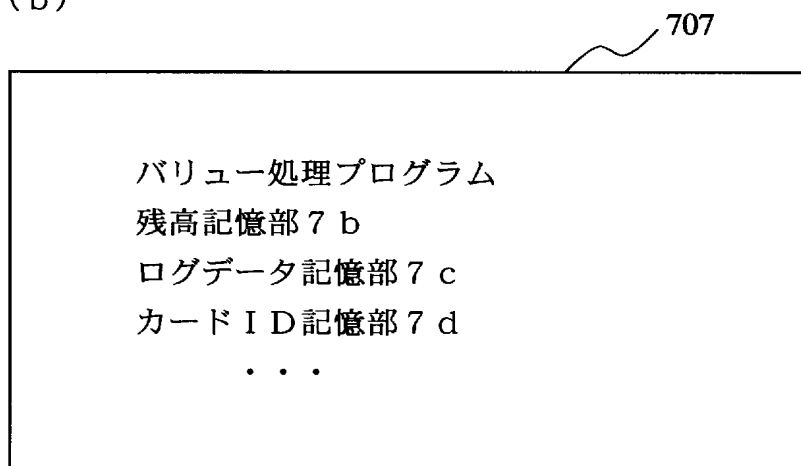 (b)
707
バリュー処理プログラム
残高記憶部７ｂ
ログデータ記憶部７ｃ
カードＩＤ記憶部７ｄ
・・・